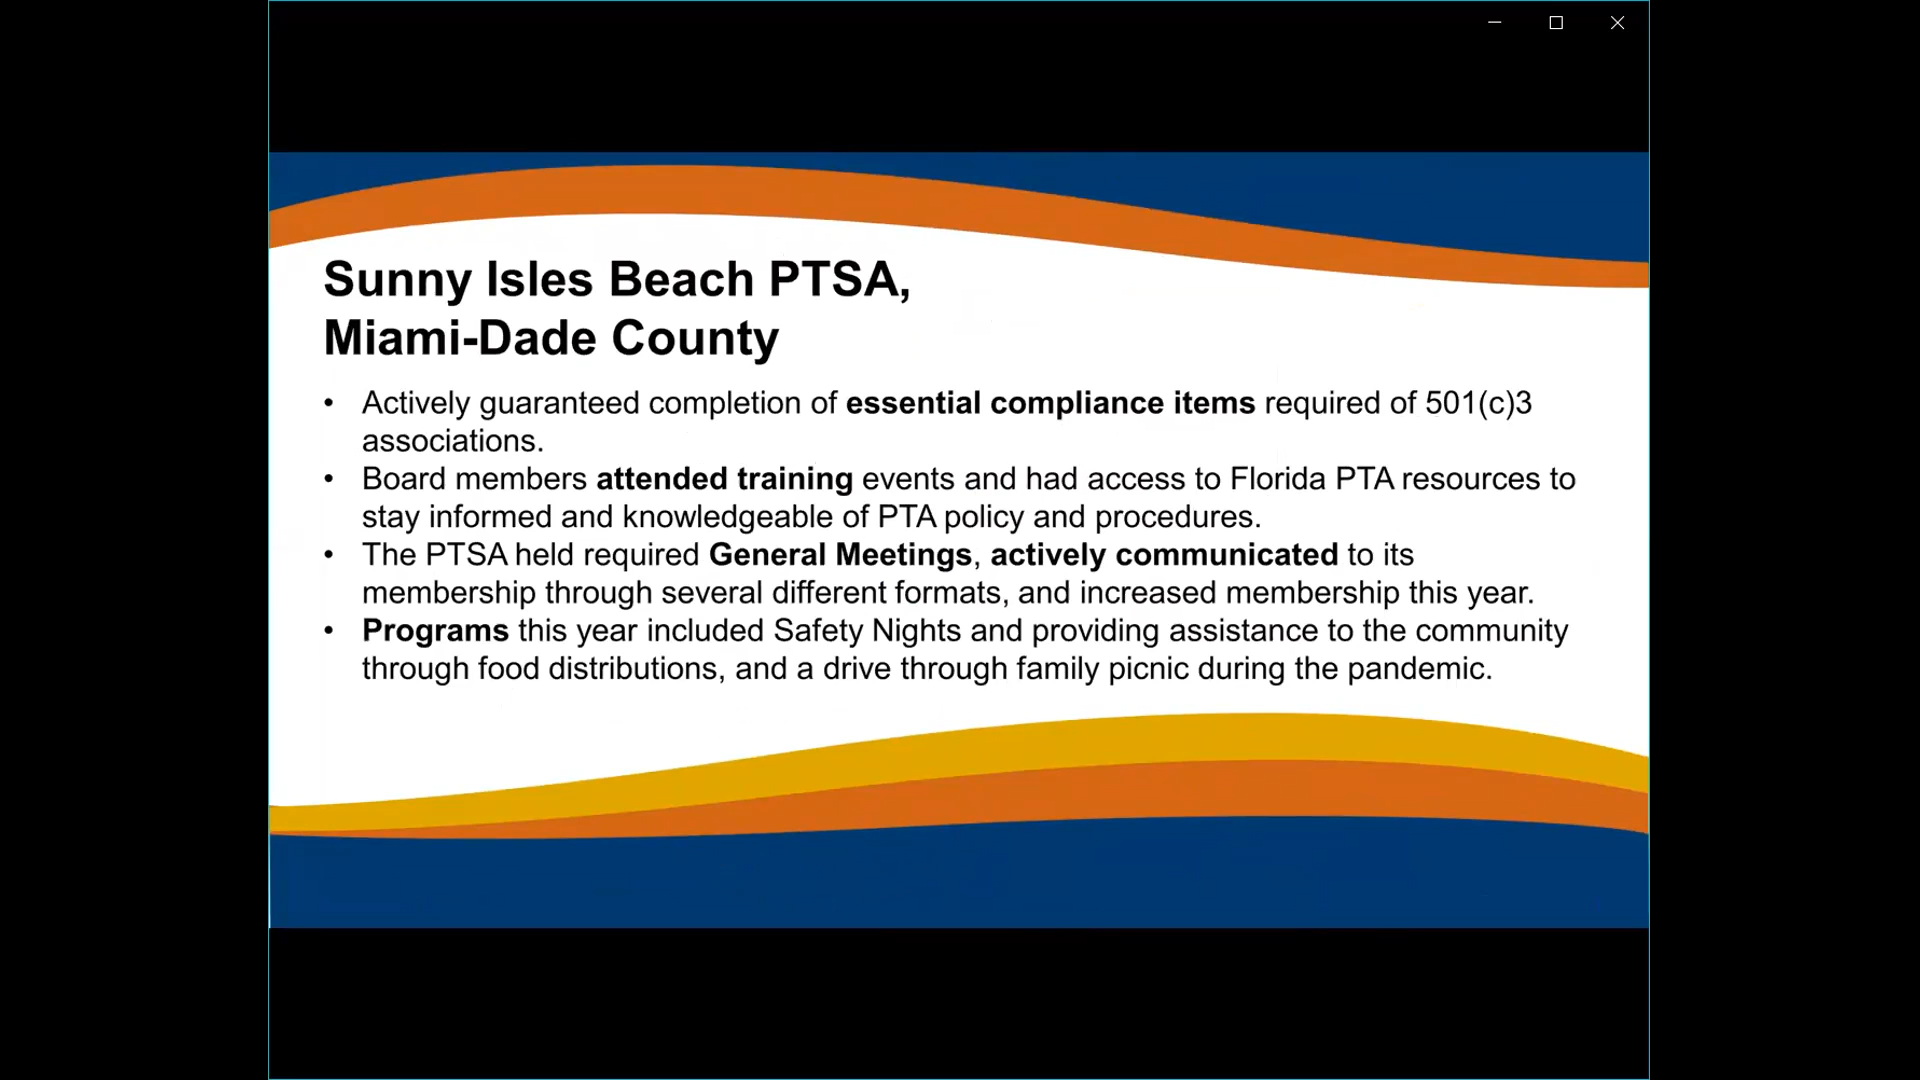 Sunny Isles Beach PTSA,
Miami-Dade County
• Actively guaranteed completion of essential compliance items required of 501(c)3
associations.
• Board members attended training events and had access to Florida PTA resources to
stay informed and knowledgeable of PTA policy and procedures.
• The PTSA held required General Meetings, actively communicated to its
membership through several different formats, and increased membership this year.
• Programs this year included Safety Nights and providing assistance to the community
through food distributions, and a drive through family picnic during the pandemic.